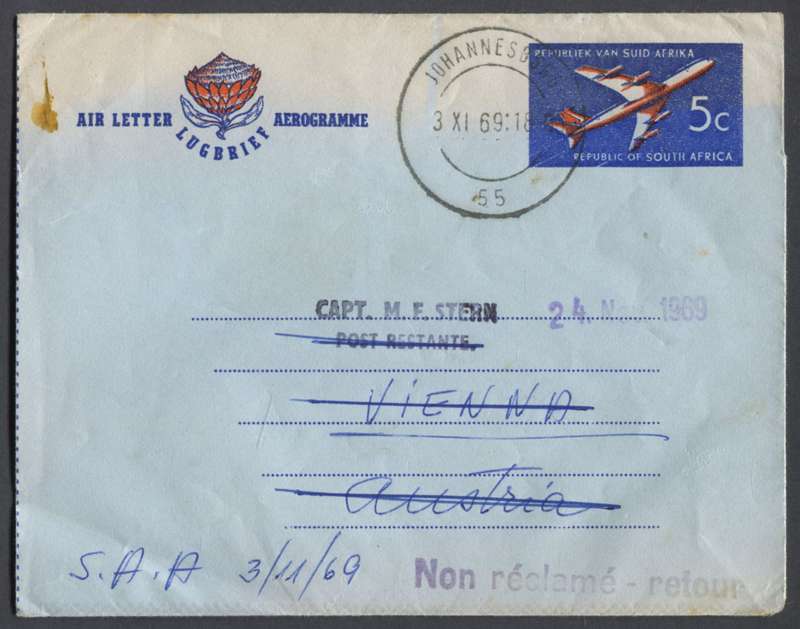 REPUBLIEK VAN SUID AFRIKA
5c
REPUBLIC OF SOUTH AFRICA
3 XI 69:18
55
AIR LETTER AEROGRAMME
LUGBRIEF
CAPT. M. F. STERN
24. Nov. 1969
POST RESTANTE.
VIENNA
Austria
S.A.A 3/11/69
Non réclamé - retour